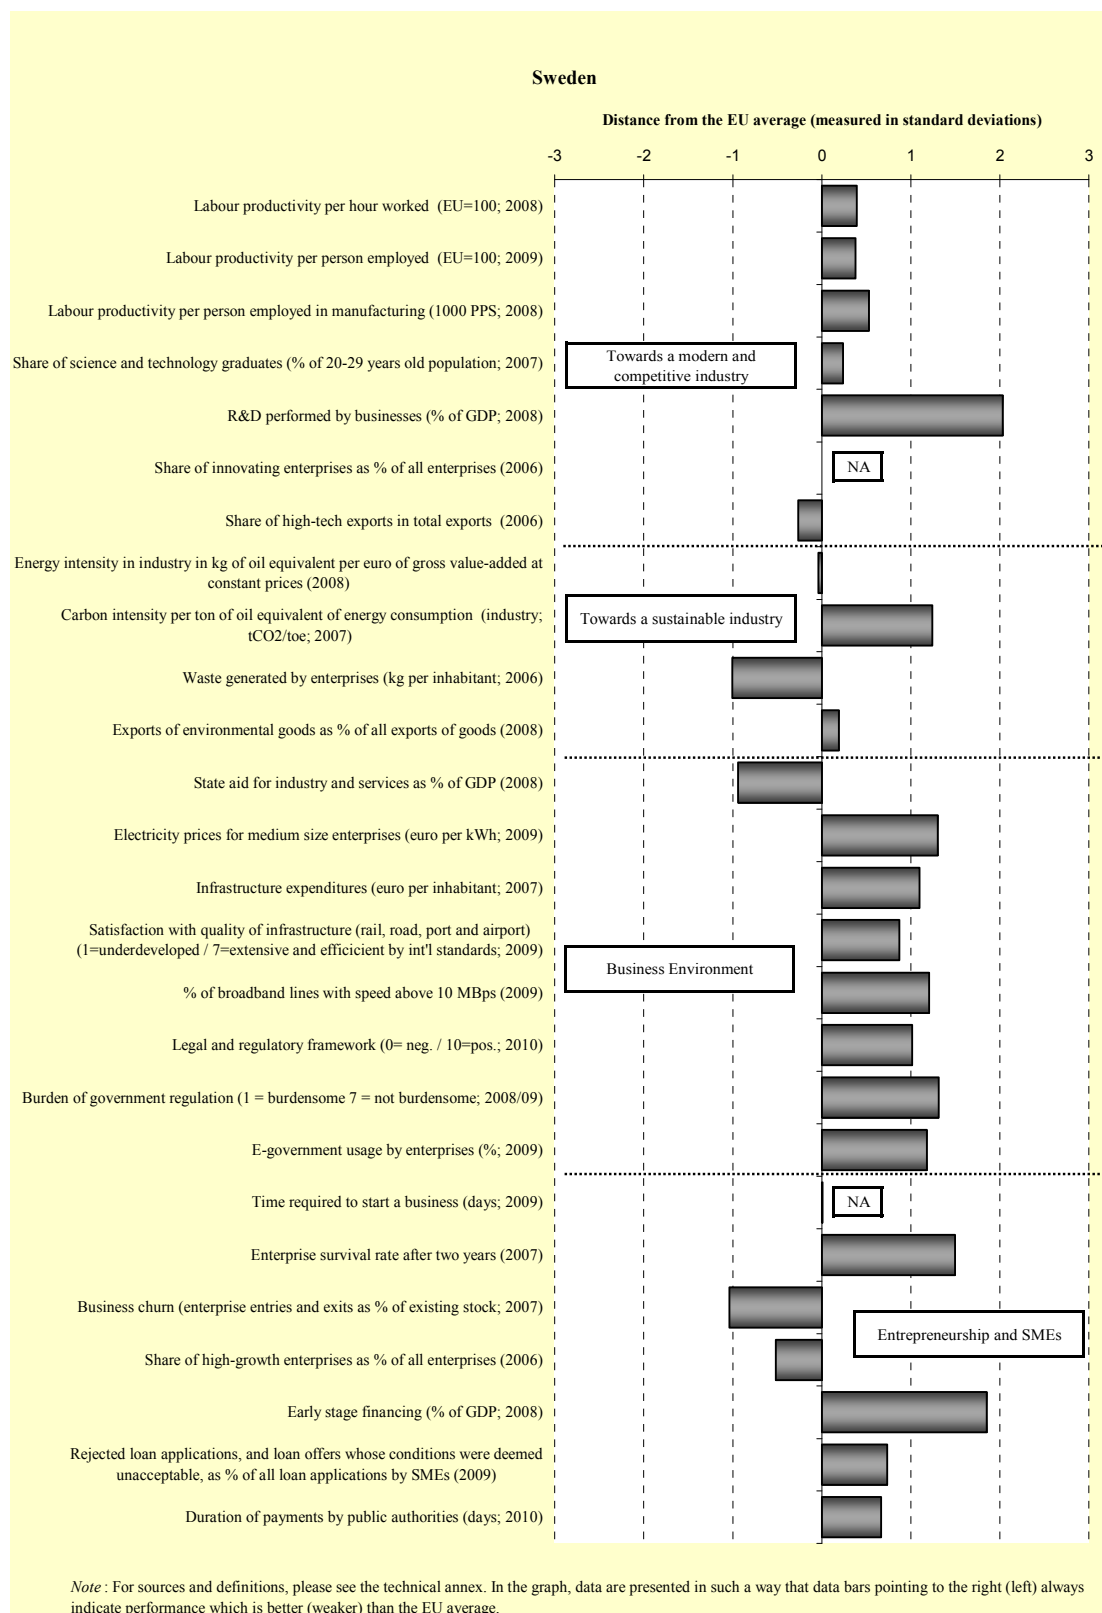 Sweden
Distance from the EU average (measured in standard deviations)
-3 -2 -1 0 1 2 3
Labour productivity per hour worked (EU=100; 2008)
Labour productivity per person employed (EU=100; 2009)
Labour productivity per person employed in manufacturing (1000 PPS; 2008)
Share of science and technology graduates (% of 20-29 years old population; 2007)
Towards a modern and
competitive industry
R&D performed by businesses (% of GDP; 2008)
Share of innovating enterprises as % of all enterprises (2006)
NA
Share of high-tech exports in total exports (2006)
Energy intensity in industry in kg of oil equivalent per euro of gross value-added at
constant prices (2008)
Carbon intensity per ton of oil equivalent of energy consumption (industry;
tCO2/toe; 2007)
Towards a sustainable industry
Waste generated by enterprises (kg per inhabitant; 2006)
Exports of environmental goods as % of all exports of goods (2008)
State aid for industry and services as % of GDP (2008)
Electricity prices for medium size enterprises (euro per kWh; 2009)
Infrastructure expenditures (euro per inhabitant; 2007)
Satisfaction with quality of infrastructure (rail, road, port and airport)
(1=underdeveloped / 7=extensive and efficicient by int'l standards; 2009)
Business Environment
% of broadband lines with speed above 10 MBps (2009)
Legal and regulatory framework (0= neg. / 10=pos.; 2010)
Burden of government regulation (1 = burdensome 7 = not burdensome; 2008/09)
E-government usage by enterprises (%; 2009)
Time required to start a business (days; 2009)
NA
Enterprise survival rate after two years (2007)
Business churn (enterprise entries and exits as % of existing stock; 2007)
Entrepreneurship and SMEs
Share of high-growth enterprises as % of all enterprises (2006)
Early stage financing (% of GDP; 2008)
Rejected loan applications, and loan offers whose conditions were deemed
unacceptable, as % of all loan applications by SMEs (2009)
Duration of payments by public authorities (days; 2010)
Note : For sources and definitions, please see the technical annex. In the graph, data are presented in such a way that data bars pointing to the right (left) always
indicate performance which is better (weaker) than the EU average.